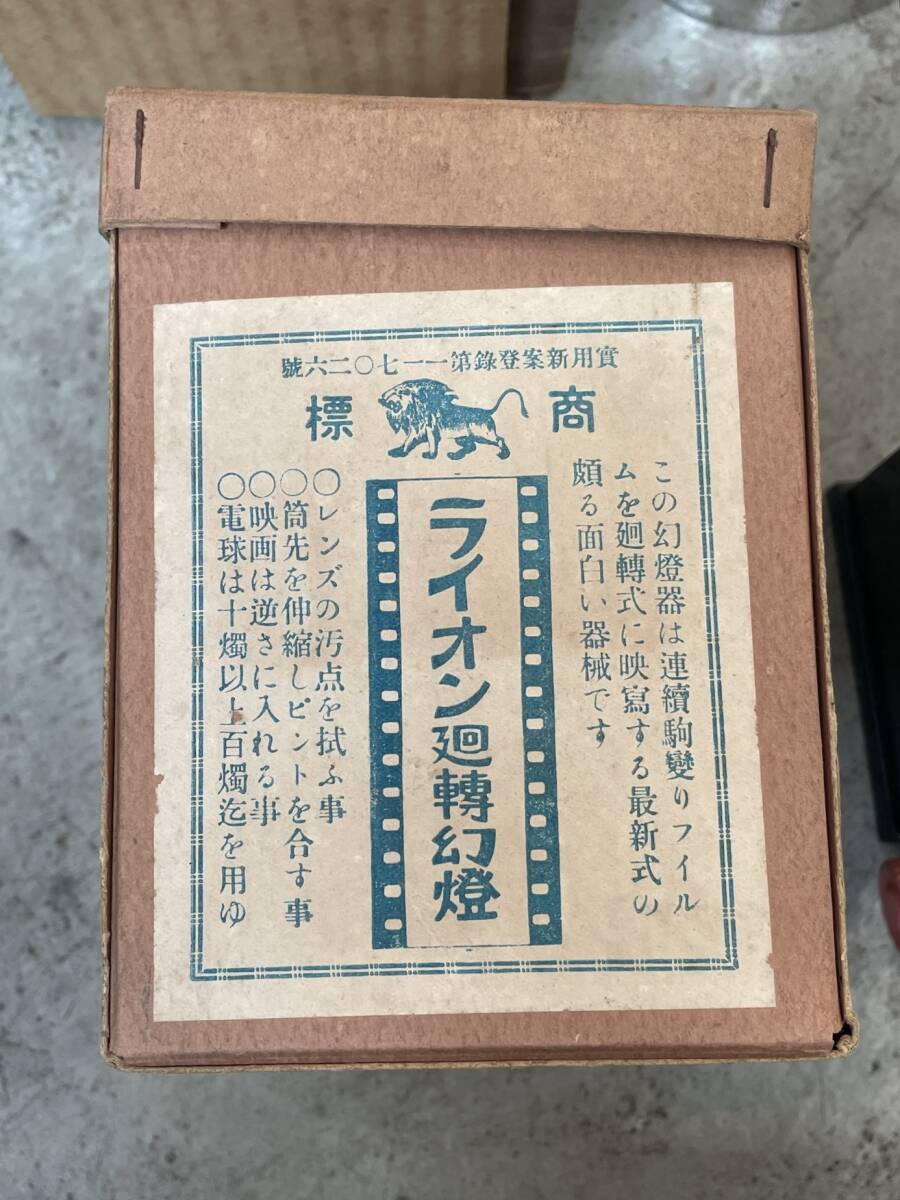 實用新案登錄第一一七〇二六號
商標
この幻燈器は連續駒變りフイル
ムを廻轉式に映寫する最新式の
頗る面白い器械です
ライオン廻轉幻燈
〇レンズの汚点を拭ふ事
〇筒先を伸縮しピントを合す事
〇映画は逆さに入れる事
〇電球は十燭以上百燭迄を用ゆ